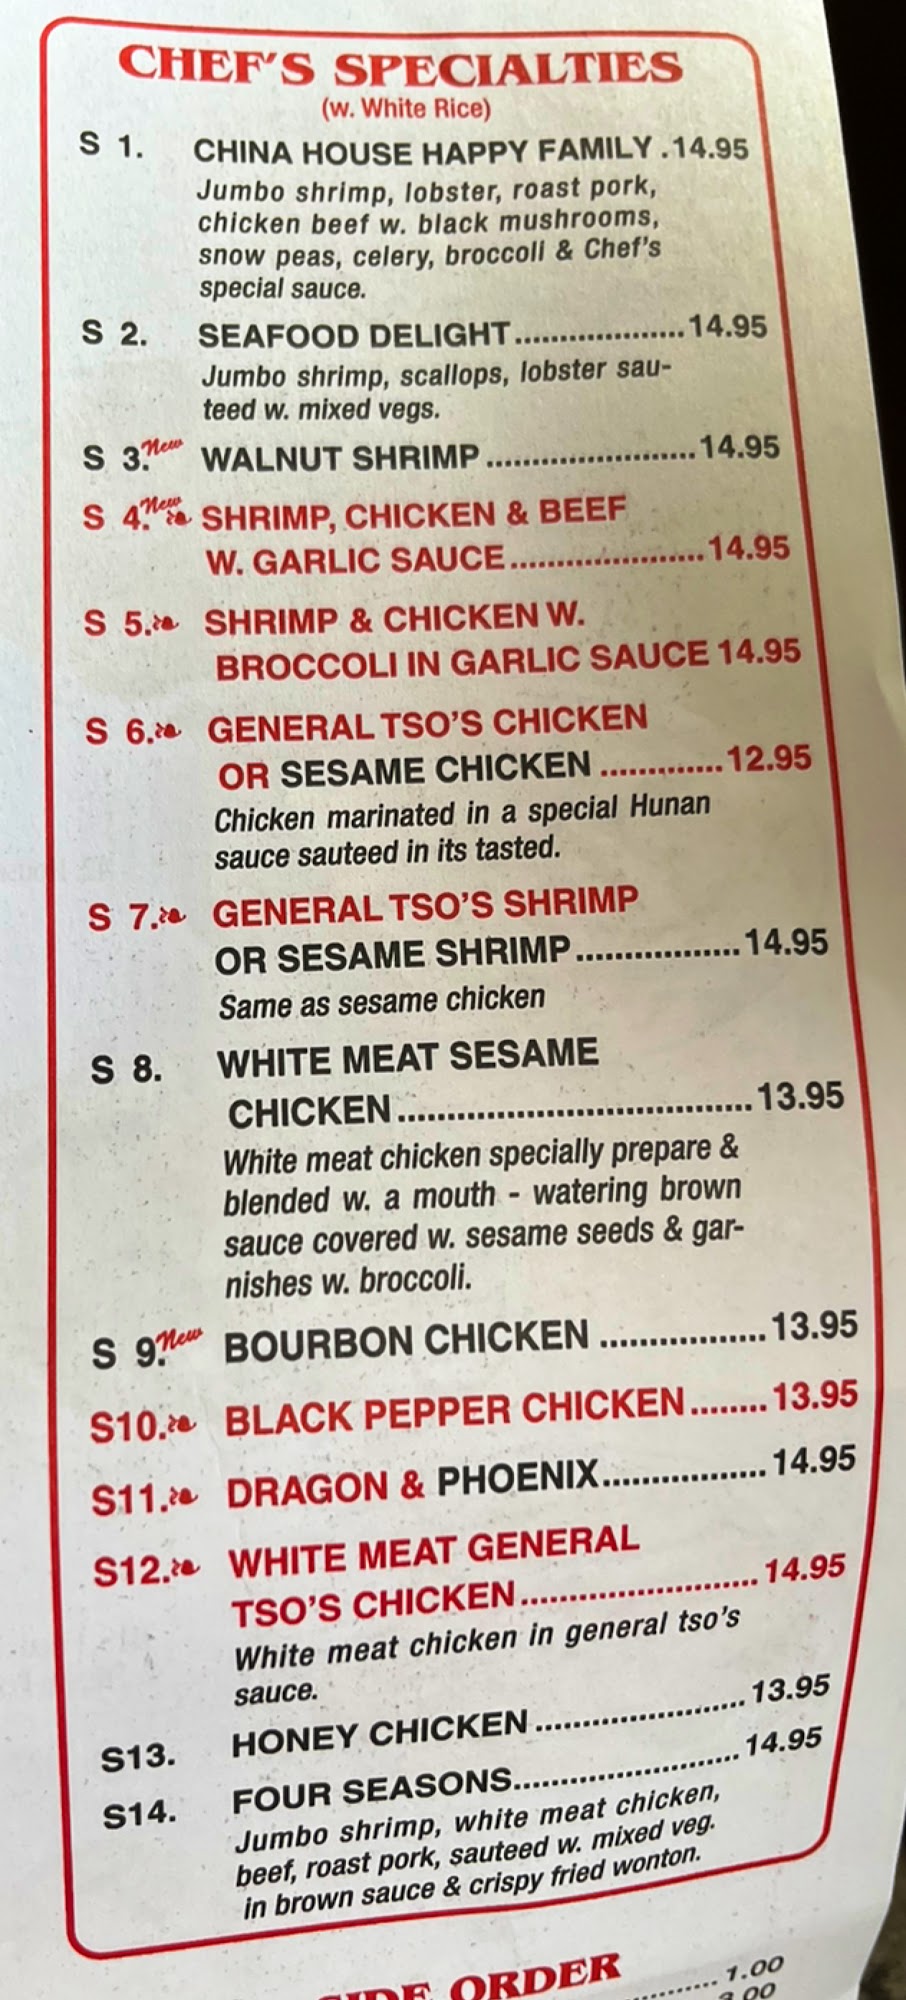 CHEF'S SPECIALTIES
(w. White Rice)
S 1. CHINA HOUSE HAPPY FAMILY .14.95
Jumbo shrimp, lobster, roast pork,
chicken beef w. black mushrooms,
snow peas, celery, broccoli & Chef's
special sauce.
S 2. SEAFOOD DELIGHT..................14.95
Jumbo shrimp, scallops, lobster sau-
teed w. mixed vegs.
S 3. New WALNUT SHRIMP ......................14.95
S 4. New SHRIMP, CHICKEN & BEEF
W. GARLIC SAUCE.....................14.95
S 5. SHRIMP & CHICKEN W.
BROCCOLI IN GARLIC SAUCE 14.95
S 6. GENERAL TSO'S CHICKEN
OR SESAME CHICKEN .............12.95
Chicken marinated in a special Hunan
sauce sauteed in its tasted.
S 7. GENERAL TSO'S SHRIMP
OR SESAME SHRIMP.................14.95
Same as sesame chicken
S 8. WHITE MEAT SESAME
CHICKEN....................................13.95
White meat chicken specially prepare &
blended w. a mouth - watering brown
sauce covered w. sesame seeds & gar-
nishes w. broccoli.
S 9. New BOURBON CHICKEN .................13.95
S10. BLACK PEPPER CHICKEN........13.95
S11. DRAGON & PHOENIX.................14.95
S12. WHITE MEAT GENERAL
TSO'S CHICKEN.........................14.95
White meat chicken in general tso's
sauce.
S13. HONEY CHICKEN.......................13.95
S14. FOUR SEASONS.........................14.95
Jumbo shrimp, white meat chicken,
beef, roast pork, sauteed w. mixed veg.
in brown sauce & crispy fried wonton.
SIDE ORDER
1.00